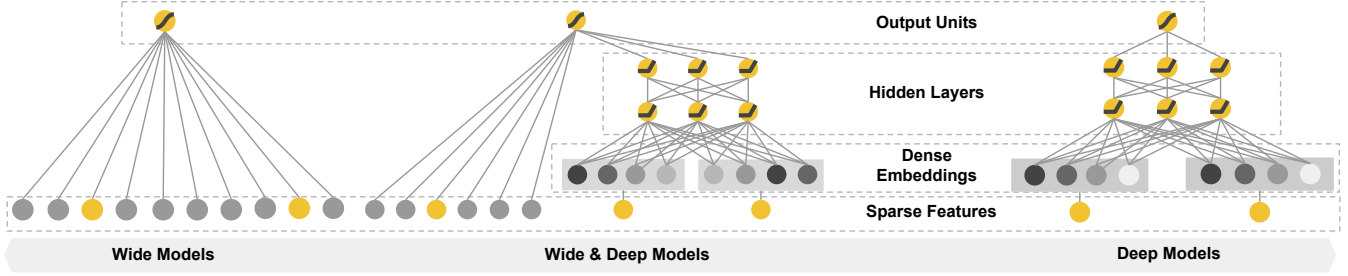 Output Units
Hidden Layers
Dense
Embeddings
Sparse Features
Wide Models
Wide & Deep Models
Deep Models